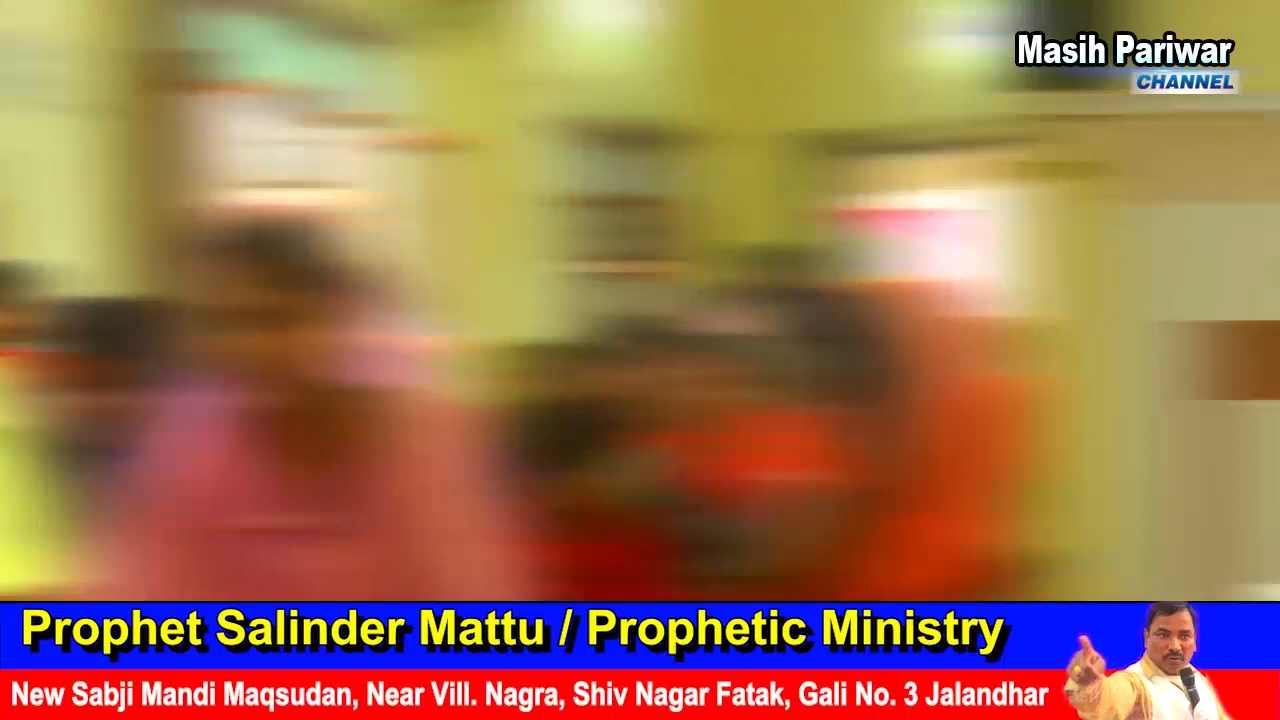 Masih Pariwar
CHANNEL
Prophet Salinder Mattu / Prophetic Ministry
New Sabji Mandi Maqsudan, Near Vill. Nagra, Shiv Nagar Fatak, Gali No. 3 Jalandhar